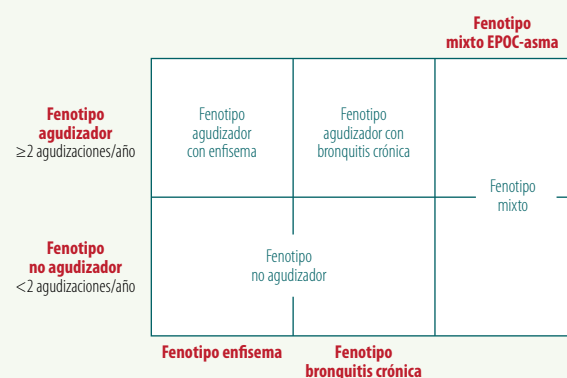 Fenotipo
mixto EPOC-asma
Fenotipo
agudizador
≥2 agudizaciones/año
Fenotipo
agudizador
con enfisema
Fenotipo
agudizador con
bronquitis crónica
Fenotipo
mixto
Fenotipo
no agudizador
<2 agudizaciones/año
Fenotipo
no agudizador
Fenotipo enfisema
Fenotipo
bronquitis crónica